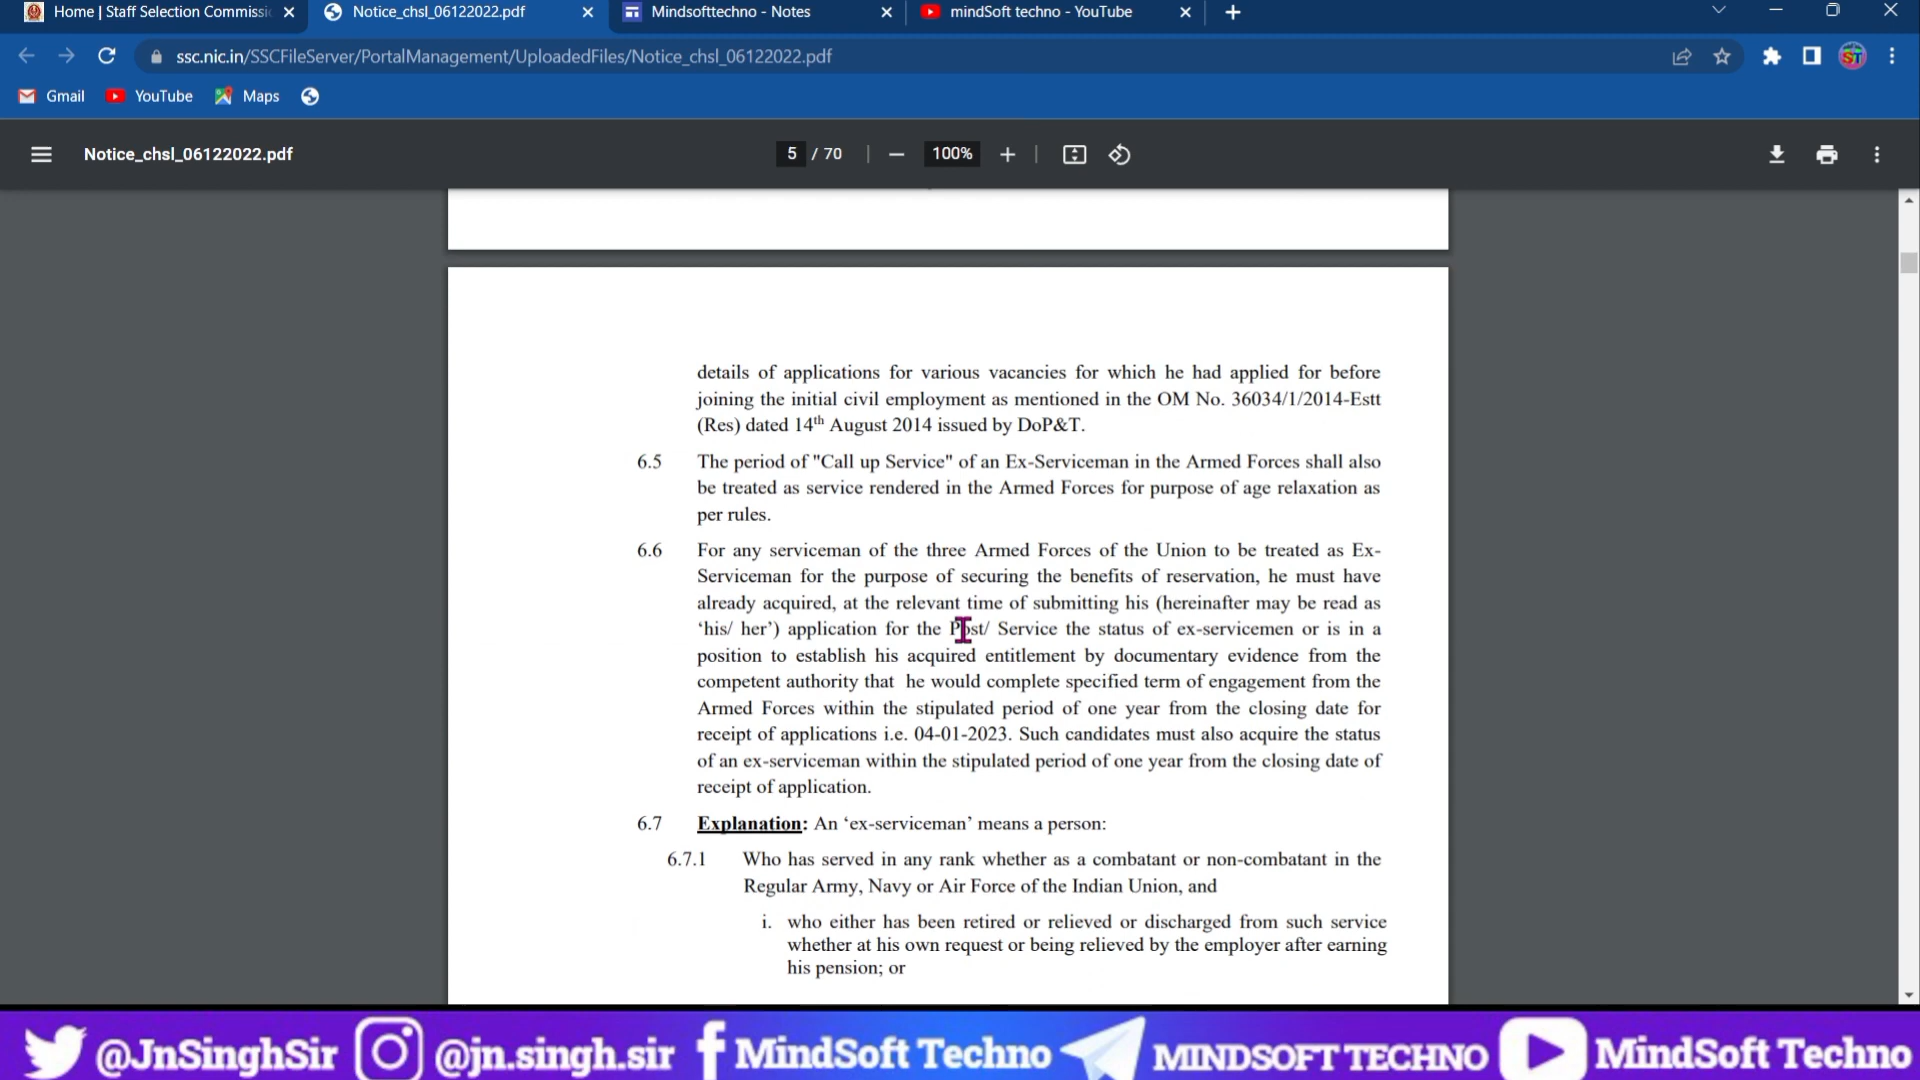 Home | Staff Selection Commissi
Notice_chsl_06122022.pdf
Mindsofttechno - Notes
mindSoft techno - YouTube
ssc.nic.in/SSCFileServer/PortalManagement/UploadedFiles/Notice_chsl_06122022.pdf
ST
Gmail YouTube Maps
Notice_chsl_06122022.pdf
5 / 70 100%
details of applications for various vacancies for which he had applied for before
joining the initial civil employment as mentioned in the OM No. 36034/1/2014-Estt
(Res) dated 14th August 2014 issued by DoP&T.
6.5 The period of "Call up Service" of an Ex-Serviceman in the Armed Forces shall also
be treated as service rendered in the Armed Forces for purpose of age relaxation as
per rules.
6.6 For any serviceman of the three Armed Forces of the Union to be treated as Ex-
Serviceman for the purpose of securing the benefits of reservation, he must have
already acquired, at the relevant time of submitting his (hereinafter may be read as
‘his/ her’) application for the Post/ Service the status of ex-servicemen or is in a
position to establish his acquired entitlement by documentary evidence from the
competent authority that he would complete specified term of engagement from the
Armed Forces within the stipulated period of one year from the closing date for
receipt of applications i.e. 04-01-2023. Such candidates must also acquire the status
of an ex-serviceman within the stipulated period of one year from the closing date of
receipt of application.
6.7 Explanation: An ‘ex-serviceman’ means a person:
6.7.1 Who has served in any rank whether as a combatant or non-combatant in the
Regular Army, Navy or Air Force of the Indian Union, and
i. who either has been retired or relieved or discharged from such service
whether at his own request or being relieved by the employer after earning
his pension; or
@JnSinghSir @jn.singh.sir MindSoft Techno MINDSOFT TECHNO MindSoft Techno